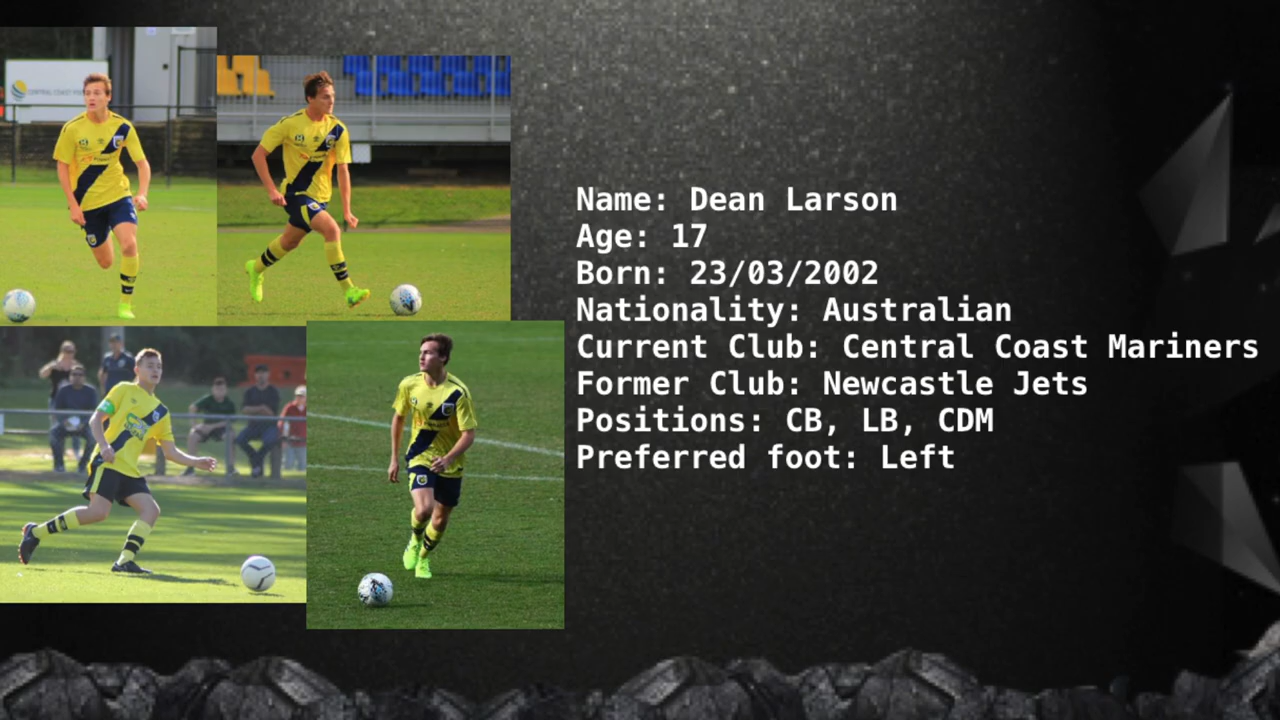 Name: Dean Larson
Age: 17
Born: 23/03/2002
Nationality: Australian
Current Club: Central Coast Mariners
Former Club: Newcastle Jets
Positions: CB, LB, CDM
Preferred foot: Left